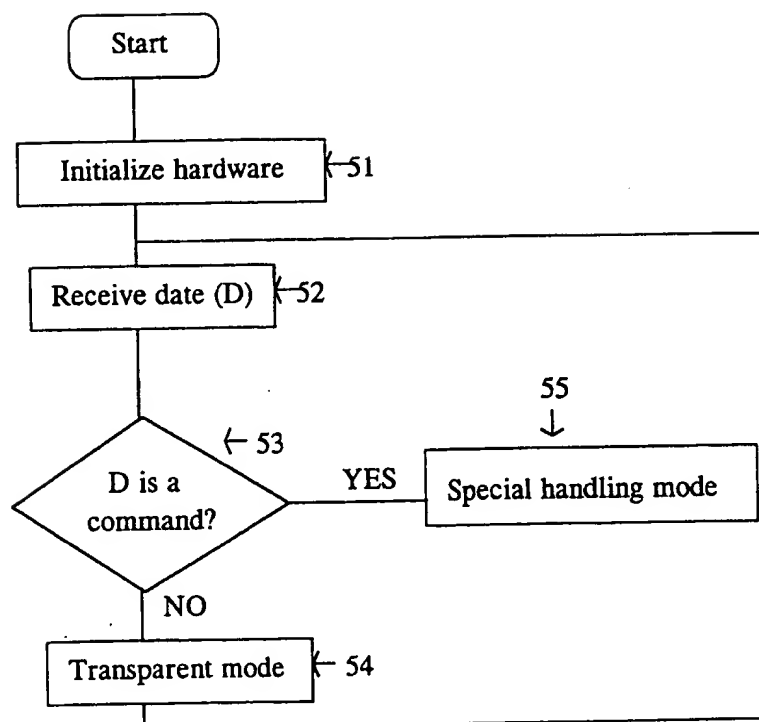 Start
Initialize hardware
51
Receive date (D)
52
53
55
D is a
command?
YES
Special handling mode
NO
Transparent mode
54